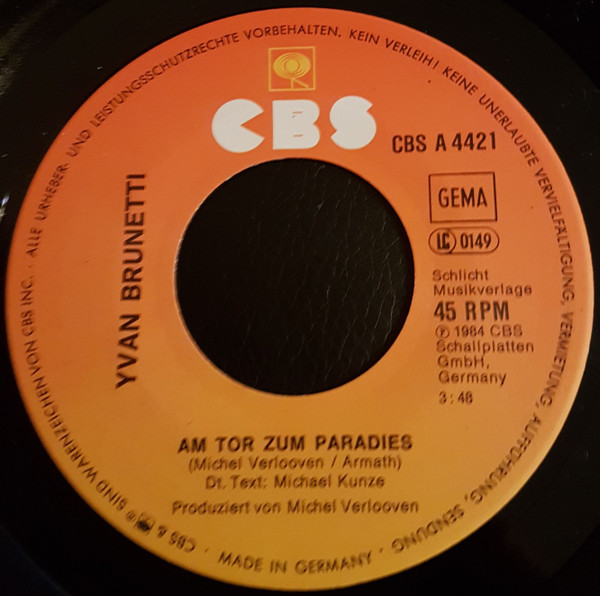 ALLE URHEBER- UND LEISTUNGSSCHUTZRECHTE VORBEHALTEN. KEIN VERLEIH! KEINE UNERLAUBTE VERVIELFÄLTIGUNG, VERMIETUNG, AUFFÜHRUNG, SENDUNG
CBS
CBS A 4421
GEMA
LC 0149
Schlicht
Musikverlage
45 RPM
℗ 1984 CBS
Schallplatten
GmbH,
Germany
3:48
YVAN BRUNETTI
AM TOR ZUM PARADIES
(Michel Verlooven / Armath)
Dt. Text: Michael Kunze
Produziert von Michel Verlooven
CBS & ® SIND WARENZEICHEN VON CBS INC. ·
· MADE IN GERMANY ·